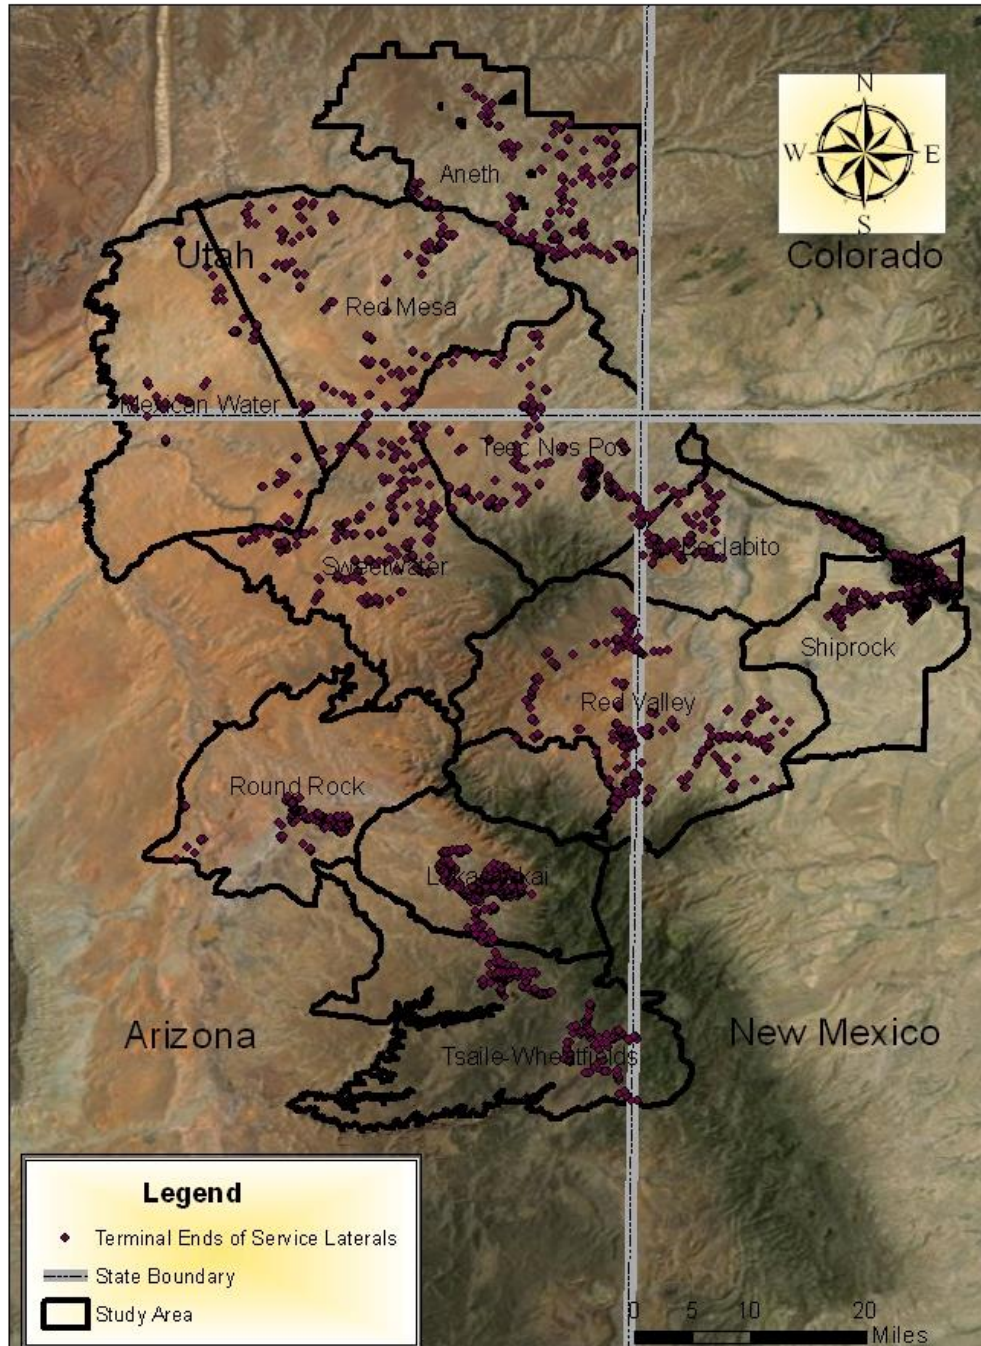 N
W
E
S
Aneth
Utah
Colorado
Red Mesa
Mexican Water
Teec Nos Pos
Beclabito
Sweetwater
Shiprock
Red Valley
Round Rock
Lukachukai
Arizona
New Mexico
Tsaile-Wheatfields
Legend
Terminal Ends of Service Laterals
State Boundary
Study Area
0 5 10 20
Miles